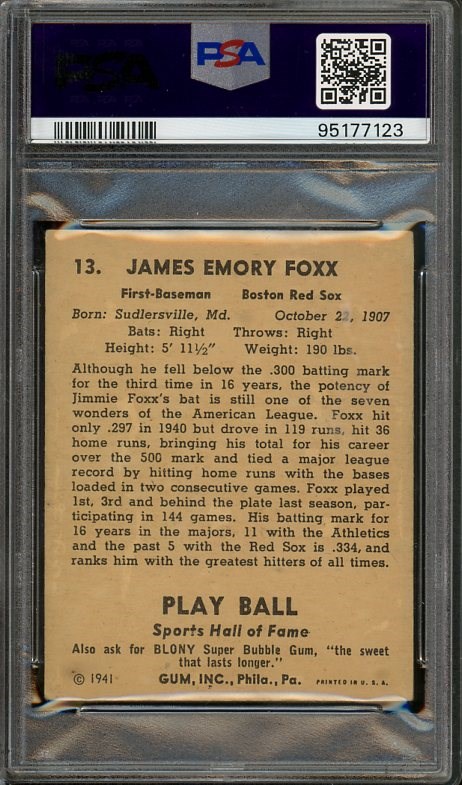 PSA
95177123
13. JAMES EMORY FOXX
First-Baseman Boston Red Sox
Born: Sudlersville, Md. October 22, 1907
Bats: Right Throws: Right
Height: 5' 11½" Weight: 190 lbs.
Although he fell below the .300 batting mark
for the third time in 16 years, the potency of
Jimmie Foxx's bat is still one of the seven
wonders of the American League. Foxx hit
only .297 in 1940 but drove in 119 runs, hit 36
home runs, bringing his total for his career
over the 500 mark and tied a major league
record by hitting home runs with the bases
loaded in two consecutive games. Foxx played
1st, 3rd and behind the plate last season, par-
ticipating in 144 games. His batting mark for
16 years in the majors, 11 with the Athletics
and the past 5 with the Red Sox is .334, and
ranks him with the greatest hitters of all times.
PLAY BALL
Sports Hall of Fame
Also ask for BLONY Super Bubble Gum, "the sweet
that lasts longer."
© 1941 GUM, INC., Phila., Pa. PRINTED IN U. S. A.